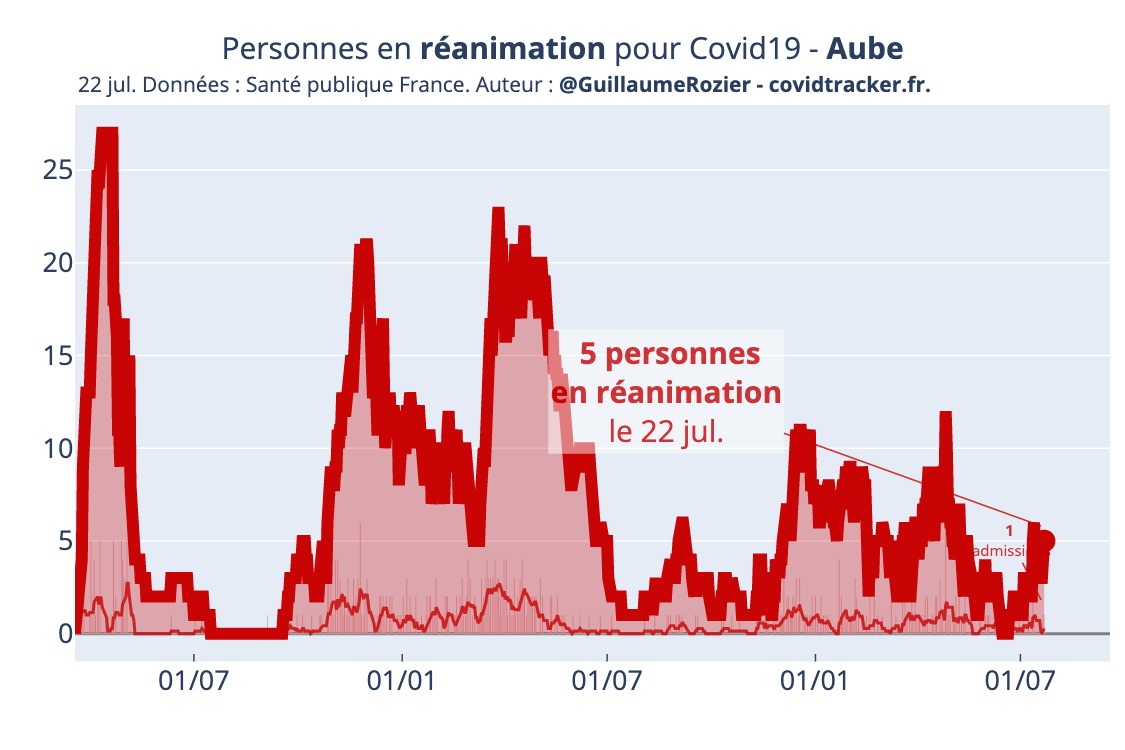 Personnes en réanimation pour Covid19 - Aube
22 jul. Données : Santé publique France. Auteur : @GuillaumeRozier - covidtracker.fr.
25
20
15
10
5
0
5 personnes
en réanimation
le 22 jul.
1
01/07
01/01
01/07
01/01
01/07